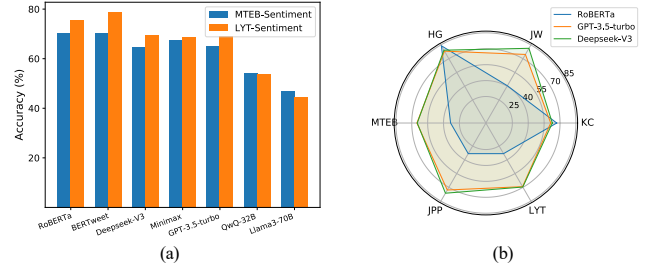 80
60
40
20
Accuracy (%)
MTEB-Sentiment
LYT-Sentiment
RoBERTa
BERTweet
Deepseek-V3
Minimax
GPT-3.5-turbo
QwQ-32B
Llama3-70B
(a)
RoBERTa
GPT-3.5-turbo
Deepseek-V3
HG
JW
85
70
55
40
25
MTEB
KC
JPP
LYT
(b)